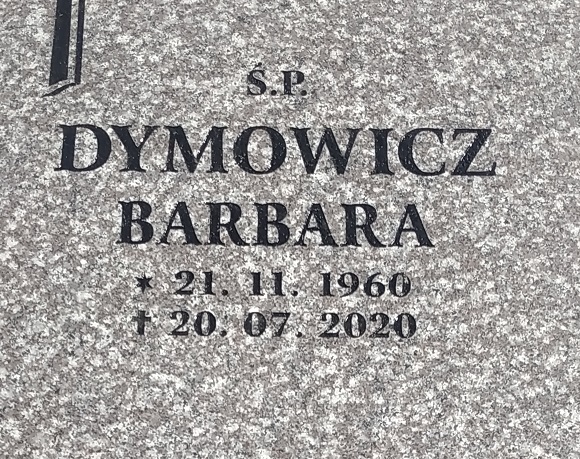 Ś.P.
DYMOWICZ
BARBARA
* 21. 11. 1960
† 20. 07. 2020